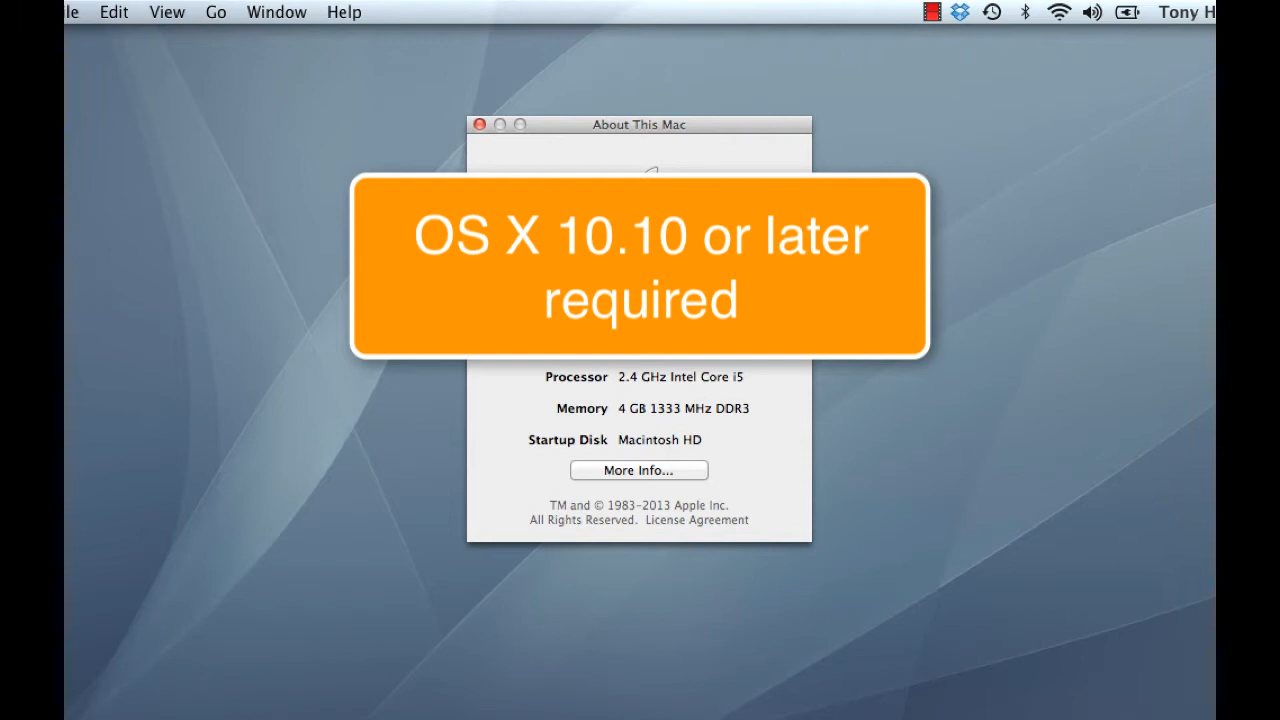 le Edit View Go Window Help Tony H
About This Mac
OS X 10.10 or later
required
Processor 2.4 GHz Intel Core i5
Memory 4 GB 1333 MHz DDR3
Startup Disk Macintosh HD
More Info...
TM and © 1983-2013 Apple Inc.
All Rights Reserved. License Agreement